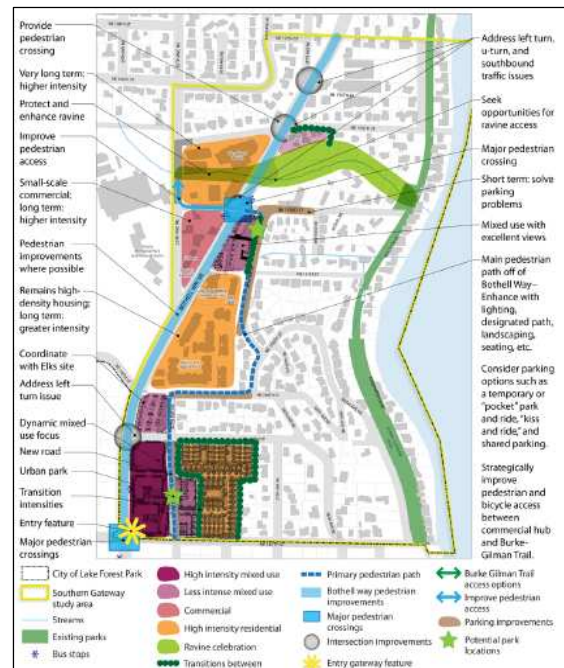 Provide
pedestrian
crossing
Very long term:
higher intensity
Protect and
enhance ravine
Improve
pedestrian
access
Small-scale
commercial;
long term:
higher intensity
Pedestrian
improvements
where possible
Remains high-
density housing;
long term:
greater intensity
Coordinate
with Elks site
Address left
turn issue
Dynamic mixed
use focus
New road
Urban park
Transition
intensities
Entry feature
Major pedestrian
crossings
Address left turn,
u-turn, and
southbound
traffic issues
Seek
opportunities for
ravine access
Major pedestrian
crossing
Short term: solve
parking
problems
Mixed use with
excellent views
Main pedestrian
path off of
Bothell Way–
Enhance with
lighting,
designated path,
landscaping,
seating, etc.
Consider parking
options such as
a temporary or
"pocket" park
and ride, "kiss
and ride," and
shared parking.
Strategically
improve
pedestrian and
bicycle access
between
commercial hub
and Burke-
Gilman Trail.
City of Lake Forest Park
Southern Gateway
study area
Streams
Existing parks
Bus stops
High intensity mixed use
Less intense mixed use
Commercial
High intensity residential
Ravine celebration
Transitions between
Primary pedestrian path
Bothell way pedestrian
improvements
Major pedestrian
crossings
Intersection improvements
Entry gateway feature
Burke Gilman Trail
access options
Improve pedestrian
access
Parking improvements
Potential park
locations